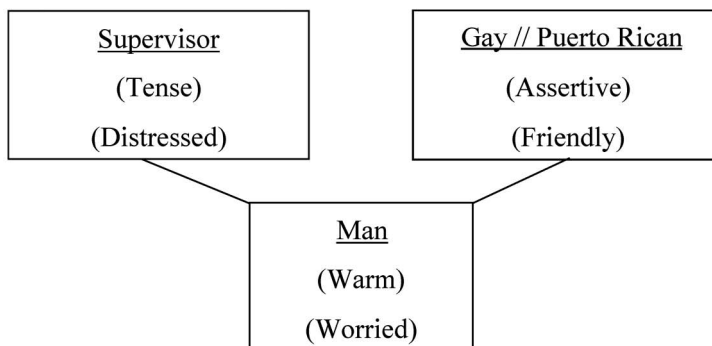 Supervisor
(Tense)
(Distressed)
Gay // Puerto Rican
(Assertive)
(Friendly)
Man
(Warm)
(Worried)